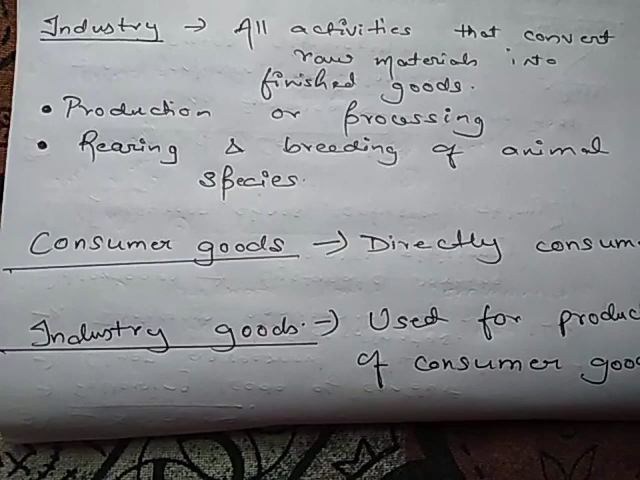 Industry → All activities that convert
raw materials into
finished goods.
• Production or processing
• Rearing & breeding of animal
species.
Consumer goods → Directly consum
Industry goods. → Used for produc
of consumer goo